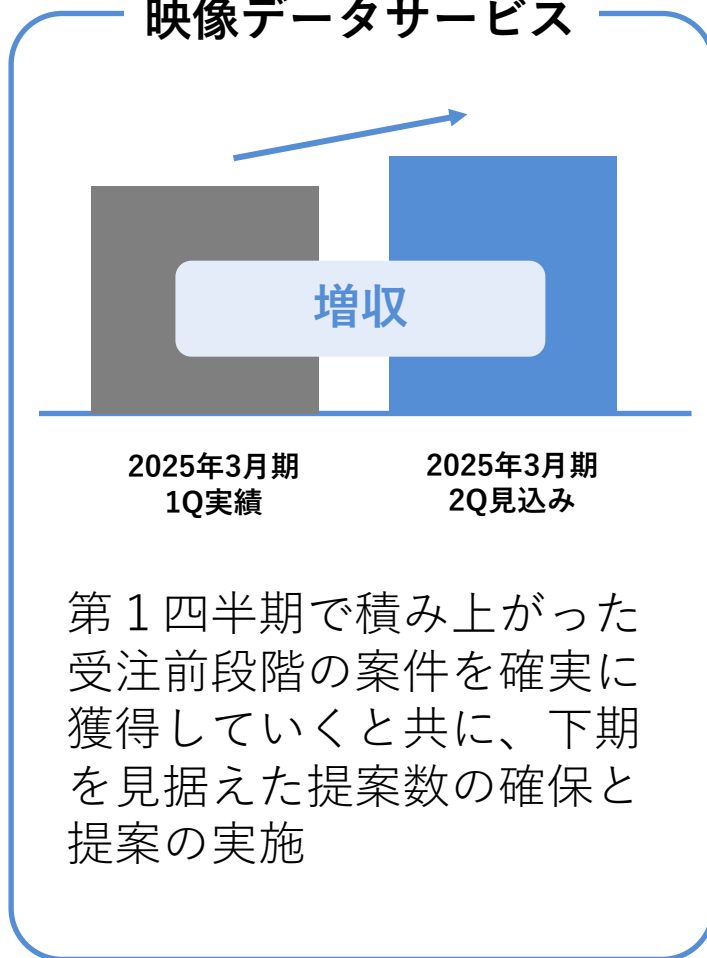 映像データサービス
増収
2025年3月期
1Q実績
2025年3月期
2Q見込み
第１四半期で積み上がった
受注前段階の案件を確実に
獲得していくと共に、下期
を見据えた提案数の確保と
提案の実施